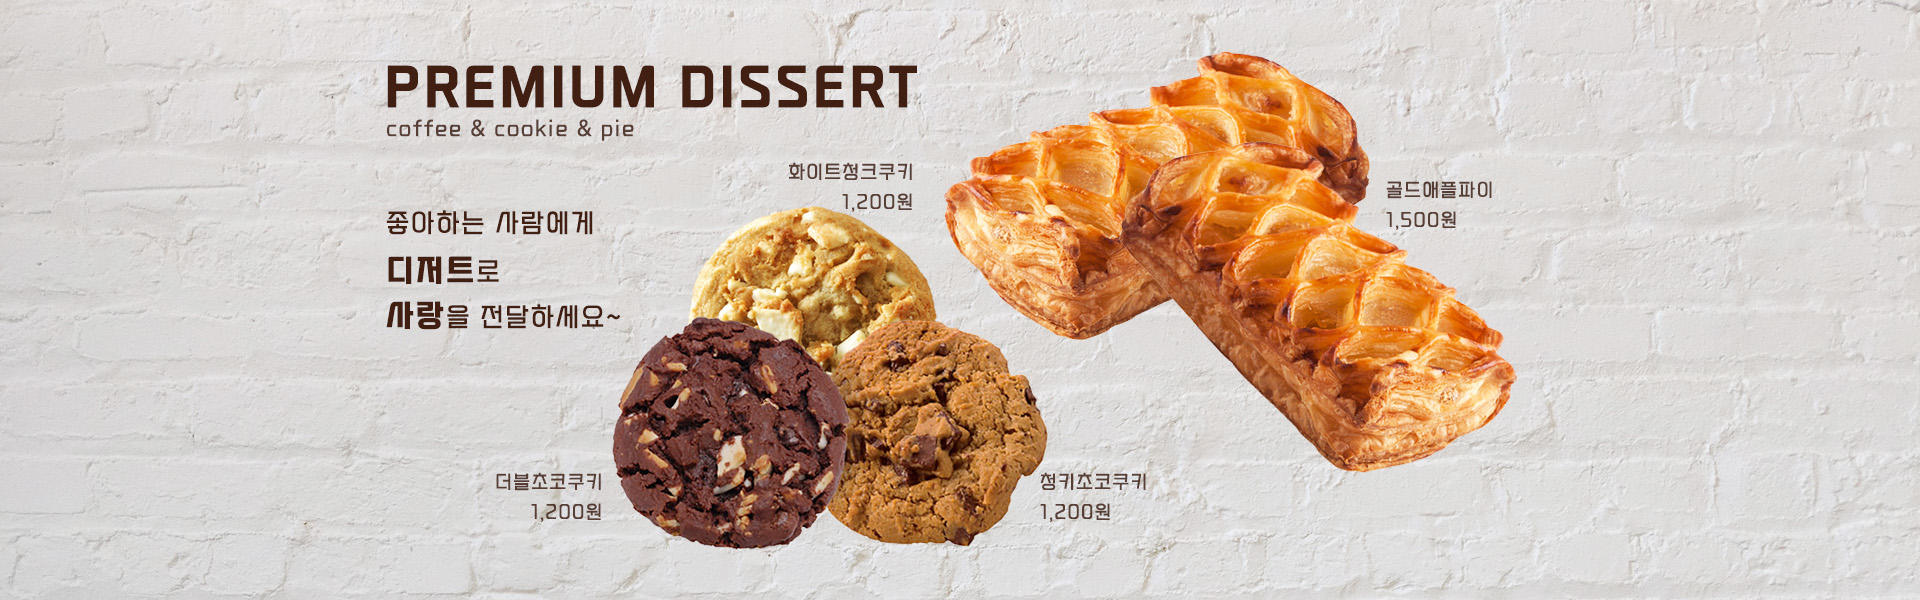 PREMIUM DISSERT
coffee & cookie & pie
좋아하는 사람에게
디저트로
사랑을 전달하세요~
화이트청크쿠키
1,200원
골드애플파이
1,500원
더블초코쿠키
1,200원
청키초코쿠키
1,200원